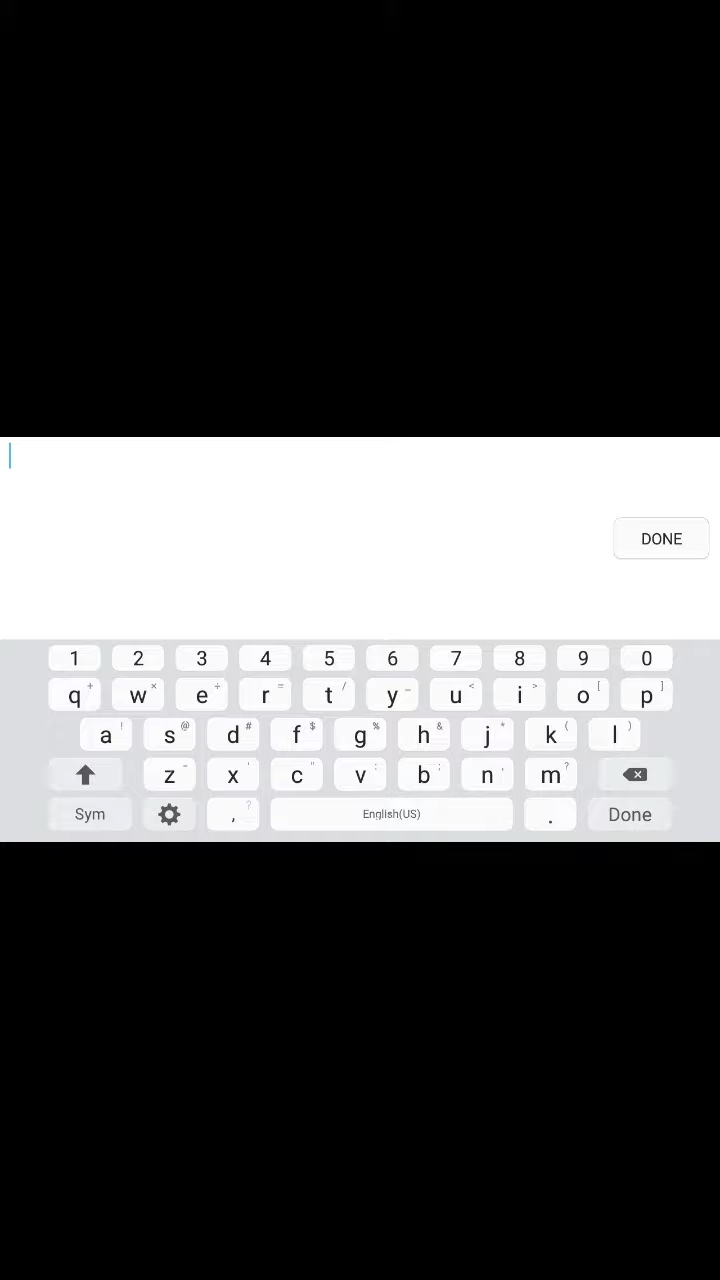 DONE
1 2 3 4 5 6 7 8 9 0
q + w × e ÷ r = t / y _ u < i > o [ p ]
a ! s @ d # f $ g % h & j * k ( l )
z - x ' c " v : b ; n , m ?
Sym , ? English(US) . Done